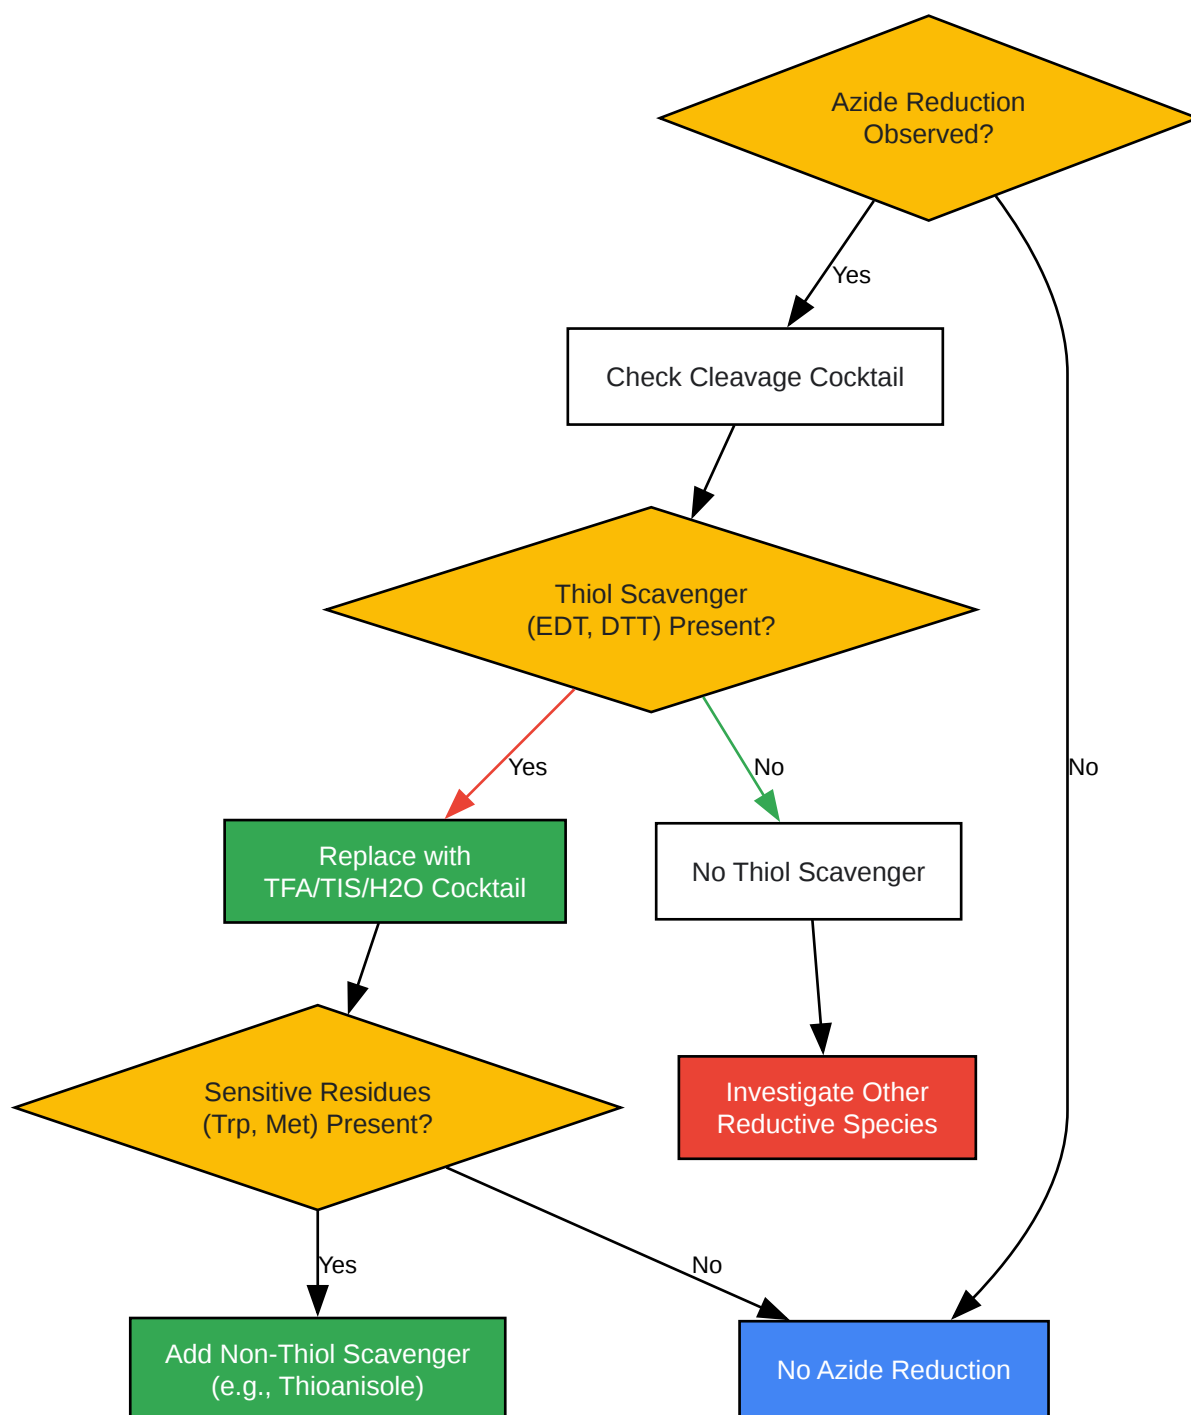 Azide Reduction
Observed?
Yes
Check Cleavage Cocktail
Thiol Scavenger
(EDT, DTT) Present?
Yes
No
No
Replace with
TFA/TIS/H2O Cocktail
No Thiol Scavenger
Sensitive Residues
(Trp, Met) Present?
Investigate Other
Reductive Species
Yes
No
Add Non-Thiol Scavenger
(e.g., Thioanisole)
No Azide Reduction